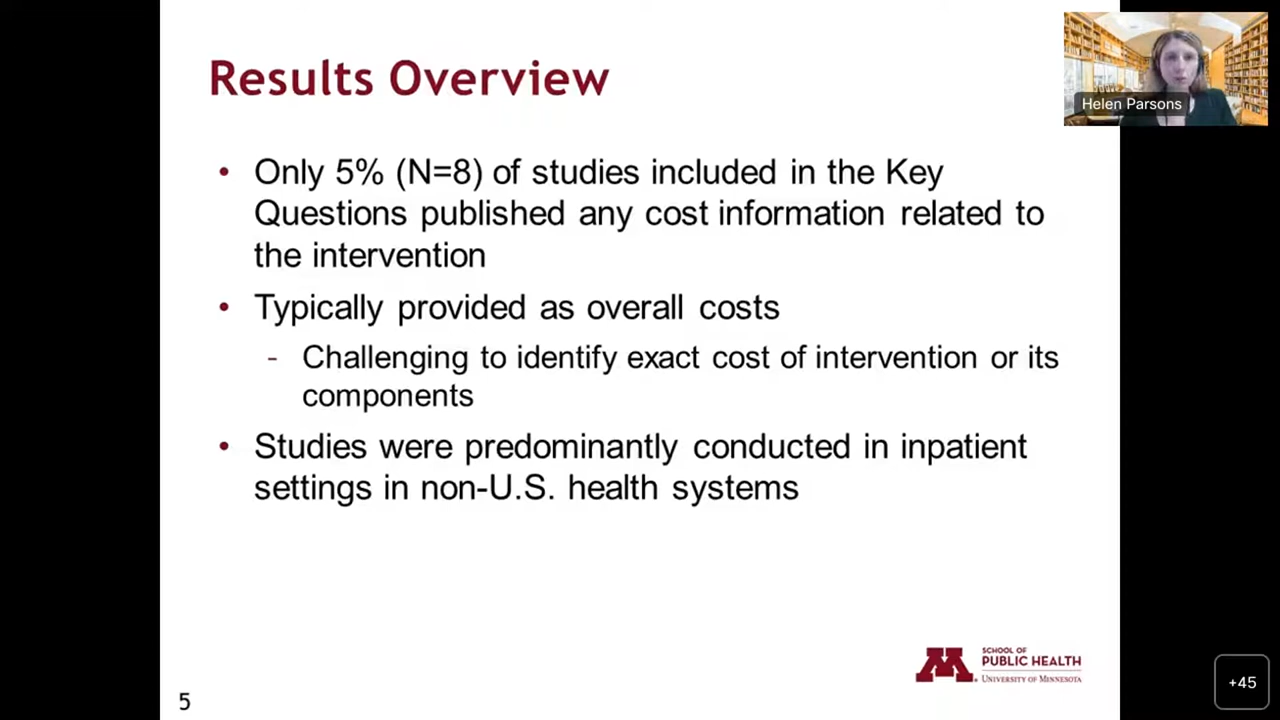 Results Overview
Helen Parsons
• Only 5% (N=8) of studies included in the Key
Questions published any cost information related to
the intervention
• Typically provided as overall costs
- Challenging to identify exact cost of intervention or its
components
• Studies were predominantly conducted in inpatient
settings in non-U.S. health systems
M
SCHOOL OF
PUBLIC HEALTH
UNIVERSITY OF MINNESOTA
+45
5